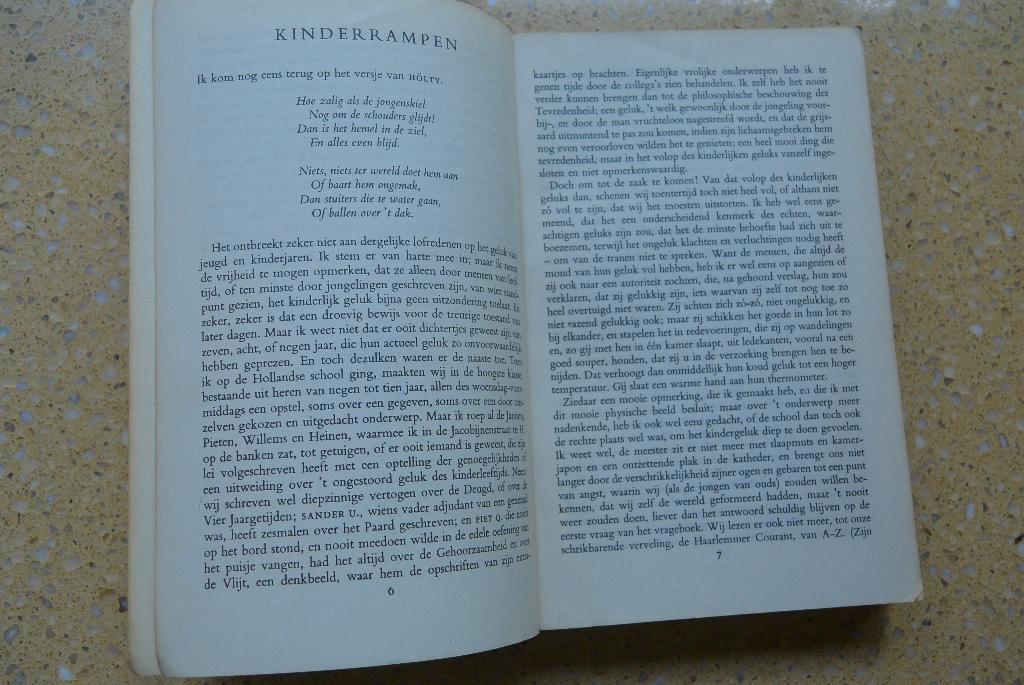 KINDERRAMPEN
Ik kom nog eens terug op het versje van HÖLTY.
Hoe zalig als de jongenskiel
Nog om de schouders glijdt!
Dan is het hemel in de ziel,
En alles even blijd.
Niets, niets ter wereld doet hem aan
Of baart hem ongemak,
Dan stuiters die te water gaan,
Of ballen over 't dak.
Het ontbreekt zeker niet aan dergelijke lofredenen op het geluk van
jeugd en kinderjaren. Ik stem er van harte mee in; maar ik neem
de vrijheid te mogen opmerken, dat ze alleen door mensen van leef-
tijd, of ten minste door jongelingen geschreven zijn, van wier stand-
punt gezien, het kinderlijk geluk bijna geen uitzondering toelaat. En
zeker, zeker is dat een droevig bewijs voor de treurige toestand van
later dagen. Maar ik weet niet dat er ooit dichtertjes geweest zijn van
zeven, acht, of negen jaar, die hun actueel geluk zo onvoorwaardelijk
hebben geprezen. En toch dezulken waren er de naaste toe. Toen
ik op de Hollandse school ging, maakten wij in de hoogste klasse,
bestaande uit heren van negen tot tien jaar, allen des woensdag-voor-
middags een opstel, soms over een gegeven, soms over een door ons-
zelven gekozen en uitgedacht onderwerp. Maar ik roep al de Jannen,
Pieten, Willems en Heinen, waarmee ik in de Jacobijnenstraat te H.
op de banken zat, tot getuigen, of er ooit iemand is geweest, die zijn
lei volgeschreven heeft met een optelling der genoegelijkheden of
een uitweiding over 't ongestoord geluk des kinderleeftijds. Neen
wij schreven wel diepzinnige vertogen over de Deugd, of over de
Vier Jaargetijden; SANDER U., wiens vader adjudant van een generaal
was, heeft zesmalen over het Paard geschreven; en PIET Q. die nooit
op het bord stond, en nooit meedoen wilde in de edele oefening van
het puisje vangen, had het altijd over de Gehoorzaamheid en over
de Vlijt, een denkbeeld, waar hem de opschriften van zijn extra-
6
kaartjes op brachten. Eigenlijke vrolijke onderwerpen heb ik te
genen tijde door de collega's zien behandelen. Ik zelf heb het nooit
verder kunnen brengen dan tot de philosophische beschouwing der
Tevredenheid; een geluk, 't welk gewoonlijk door de jongeling voor-
bij-, en door de man vruchteloos nagestreefd wordt, en dat de grijs-
aard uitmuntend te pas zou komen, indien zijn lichaamsgebreken hem
nog even veroorloven wilden het te genieten; een heel mooi ding die
tevredenheid; maar in het volop des kinderlijken geluks vanzelf inge-
sloten en niet opmerkenswaardig.
Doch om tot de zaak te komen! Van dat volop des kinderlijken
geluks dan, schenen wij toentertijd toch niet heel vol, of althans niet
zó vol te zijn, dat wij het moesten uitstorten. Ik heb wel eens ge-
meend, dat het een onderscheidend kenmerk des echten, waar-
achtigen geluks zijn zou, dat het de minste behoefte had zich uit te
boezemen, terwijl het ongeluk klachten en verluchtingen nodig heeft
– om van de tranen niet te spreken. Want de mensen, die altijd de
mond van hun geluk vol hebben, heb ik er wel eens op aangezien of
zij ook naar een autoriteit zochten, die, na gehoord verslag, hun zou
verklaren, dat zij gelukkig zijn, iets waarvan zij zelf tot nog toe zo
heel overtuigd niet waren. Zij achten zich zó-zó, niet ongelukkig, en
niet razend gelukkig ook; maar zij schikken het goede in hun lot zo
bij elkander, en stapelen het in redevoeringen, die zij op wandelingen
en, zo gij met hen in één kamer slaapt, uit ledekanten, vooral na een
goed souper, houden, dat zij u in de verzoeking brengen hen te be-
nijden. Dat verhoogt dan onmiddellijk hun koud geluk tot een hoger
temperatuur. Gij slaat een warme hand aan hun thermometer.
Ziedaar een mooie opmerking, die ik gemaakt heb, en die ik met
dit mooie physische beeld besluit; maar over 't onderwerp meer
nadenkende, heb ik ook wel eens gedacht, of de school dan toch ook
de rechte plaats wel was, om het kindergeluk diep te doen gevoelen.
Ik weet wel, de meester zit er niet meer met slaapmuts en kamer-
japon en een ontzettende plak in de katheder, en brengt ons niet
langer door de verschrikkelijkheid zijner ogen en gebaren tot een punt
van angst, waarin wij (als de jongen van ouds) zouden willen be-
kennen, dat wij zelf de wereld geformeerd hadden, maar 't nooit
weer zouden doen, liever dan het antwoord schuldig blijven op de
eerste vraag van het vrageboek. Wij lezen er ook niet meer, tot onze
schrikbarende verveling, de Haarlemmer Courant, van A–Z. (Zijn
7